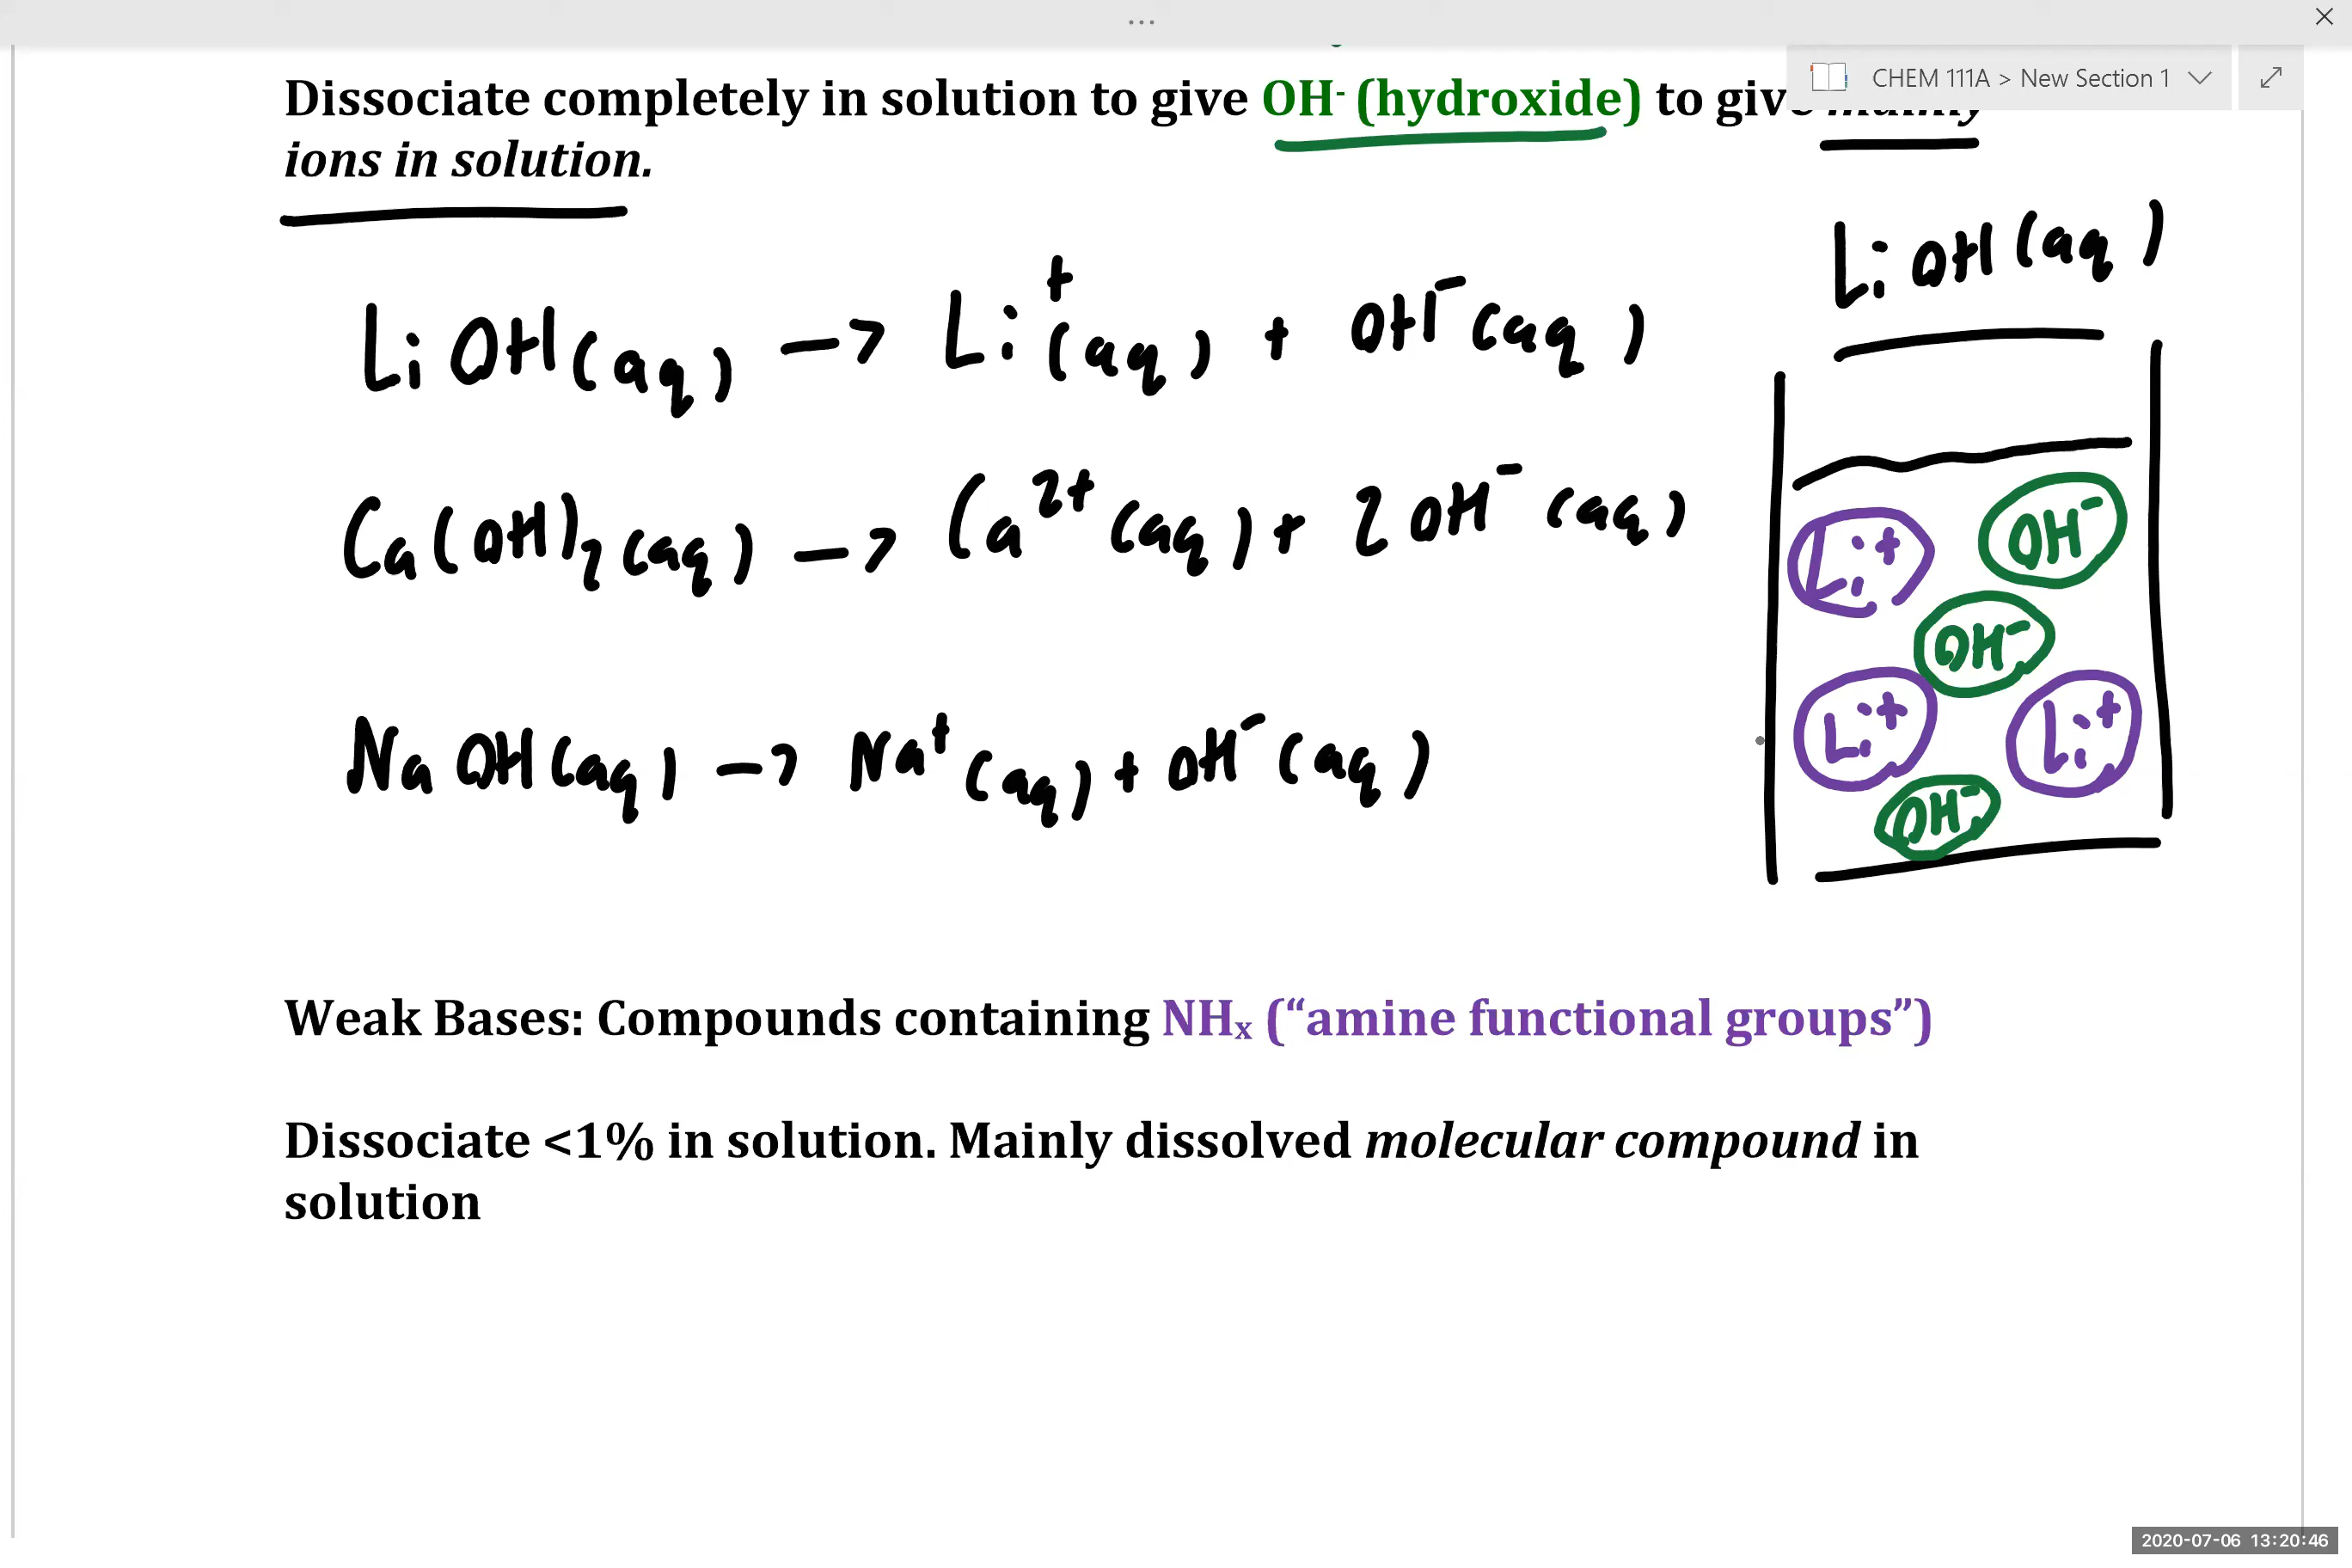 CHEM 111A > New Section 1
Dissociate completely in solution to give OH⁻ (hydroxide) to give mainly
ions in solution.
LiOH(aq)
LiOH(aq) → Li⁺(aq) + OH⁻(aq)
Ca(OH)₂(aq) → Ca²⁺(aq) + 2OH⁻(aq)
Li⁺ OH⁻
OH⁻
Li⁺ Li⁺
NaOH(aq) → Na⁺(aq) + OH⁻(aq)
OH⁻
Weak Bases: Compounds containing NHₓ (“amine functional groups”)
Dissociate <1% in solution. Mainly dissolved molecular compound in
solution
2020-07-06 13:20:46